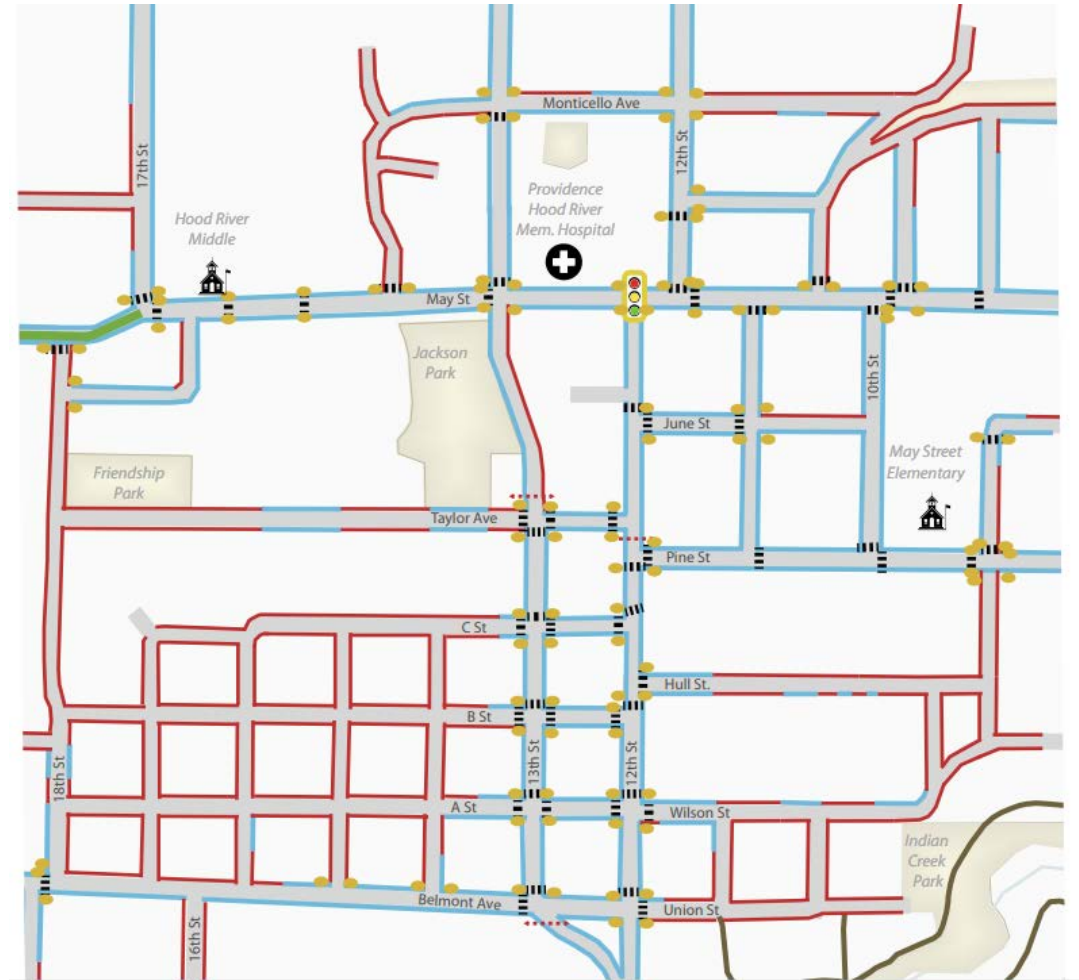 Monticello Ave
17th St
12th St
Providence
Hood River
Mem. Hospital
Hood River
Middle
May St
Jackson
Park
10th St
June St
May Street
Elementary
Friendship
Park
Taylor Ave
Pine St
C St
Hull St.
B St
18th St
13th St
12th St
A St
Wilson St
Indian
Creek
Park
Belmont Ave
Union St
16th St